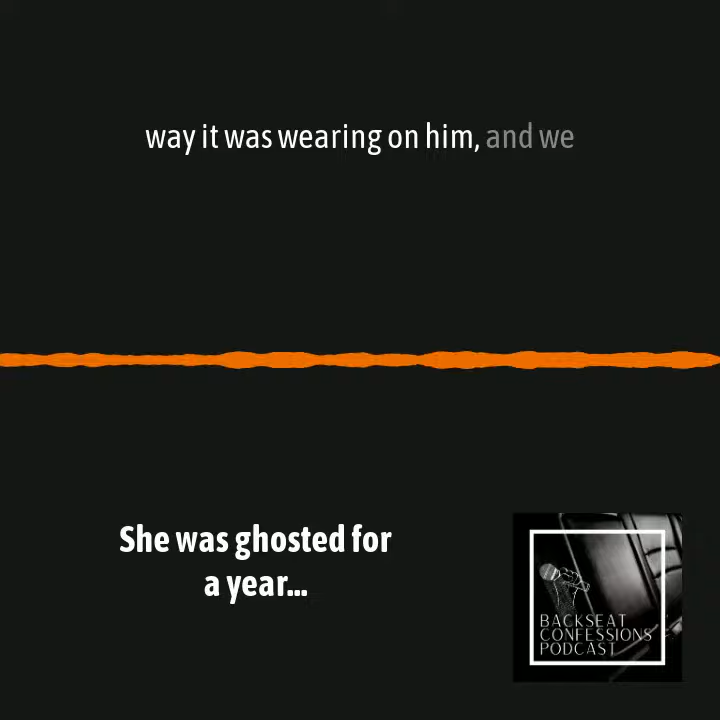 way it was wearing on him, and we
She was ghosted for
a year...
BACKSEAT
CONFESSIONS
PODCAST